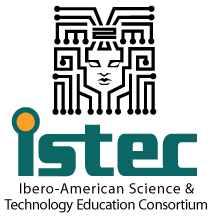 istec
Ibero-American Science &
Technology Education Consortium